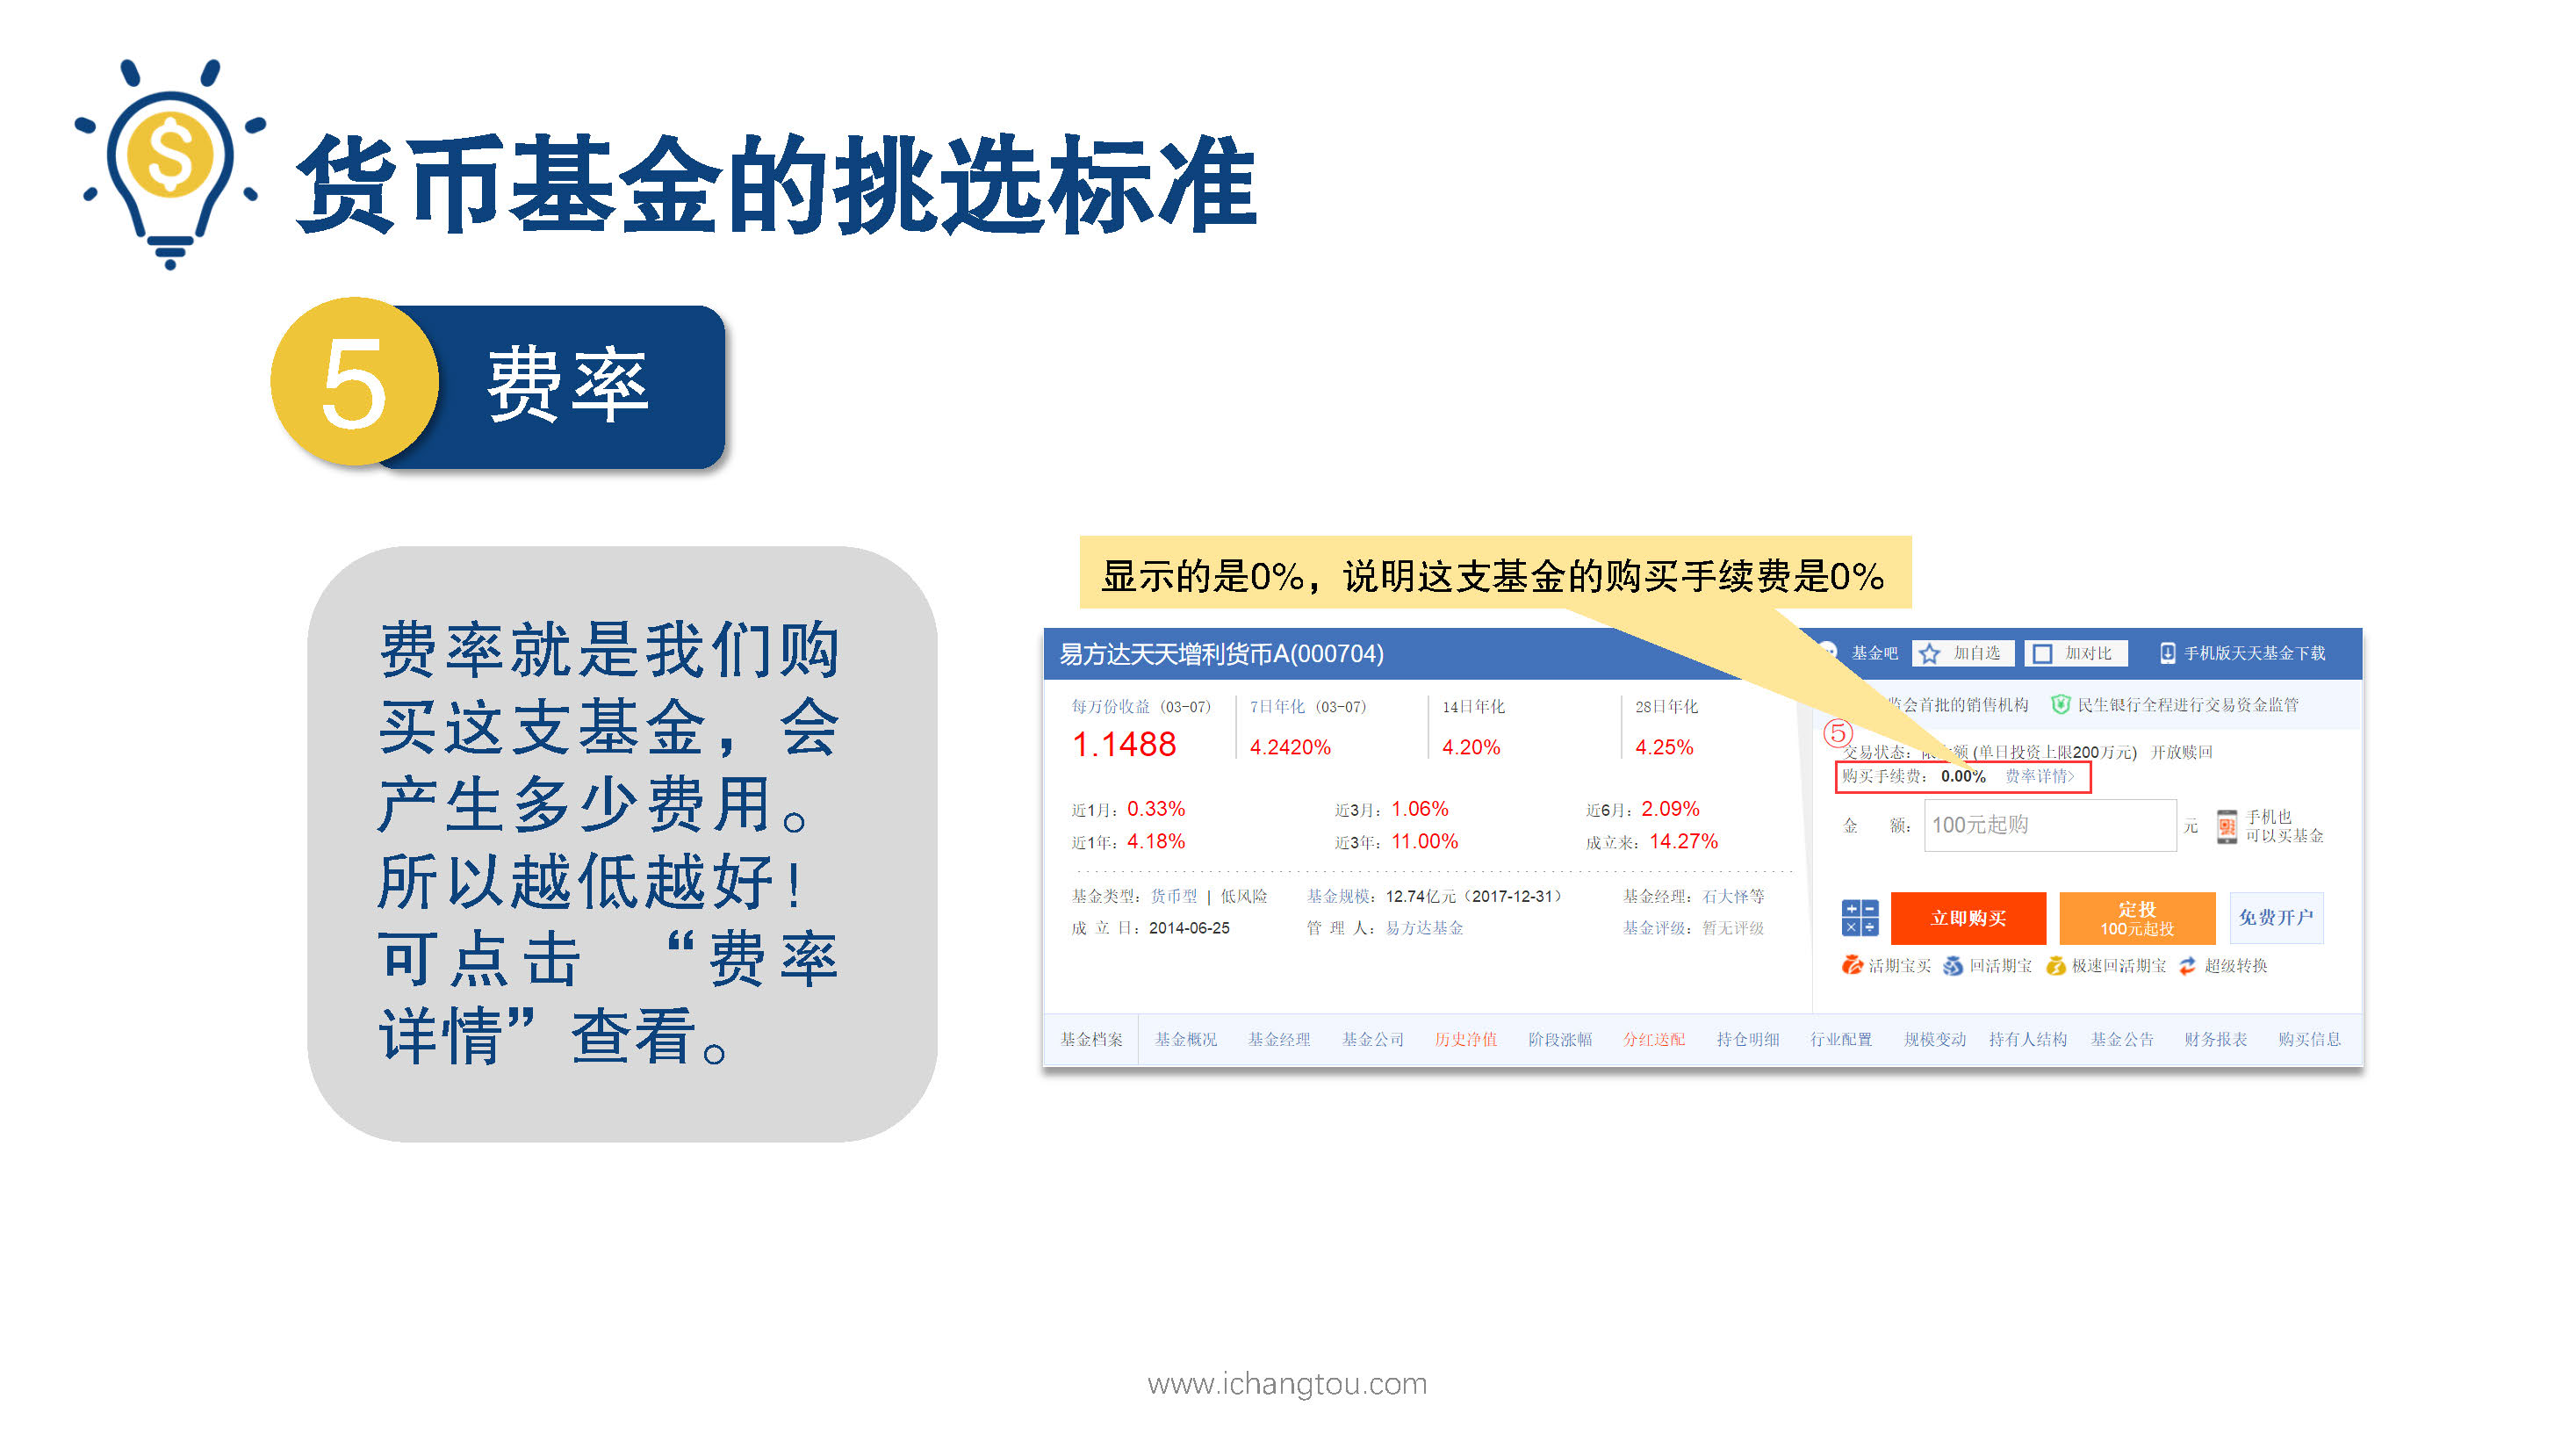 货币基金的挑选标准
5 费率
费率就是我们购
买这支基金，会
产生多少费用。
所以越低越好！
可点击 “费率
详情”查看。
显示的是0%，说明这支基金的购买手续费是0%
易方达天天增利货币A(000704)
基金吧 加自选 加对比 手机版天天基金下载
每万份收益 (03-07) 7日年化 (03-07) 14日年化 28日年化
1.1488 4.2420% 4.20% 4.25%
监会首批的销售机构 民生银行全程进行交易资金监管
⑤
交易状态：限 额 (单日投资上限200万元) 开放赎回
购买手续费：0.00% 费率详情>
近1月：0.33% 近3月：1.06% 近6月：2.09%
近1年：4.18% 近3年：11.00% 成立来：14.27%
金 额：100元起购 元
手机也
可以买基金
基金类型：货币型 | 低风险 基金规模：12.74亿元（2017-12-31） 基金经理：石大怿等
成 立 日：2014-06-25 管 理 人：易方达基金 基金评级：暂无评级
立即购买 定投 免费开户
100元起投
活期宝买 回活期宝 极速回活期宝 超级转换
基金档案 基金概况 基金经理 基金公司 历史净值 阶段涨幅 分红送配 持仓明细 行业配置 规模变动 持有人结构 基金公告 财务报表 购买信息
www.ichangtou.com